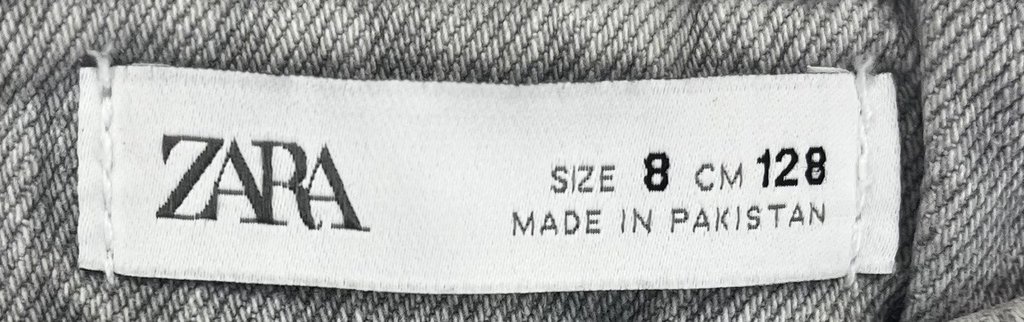 ZARA
SIZE 8 CM 128
MADE IN PAKISTAN